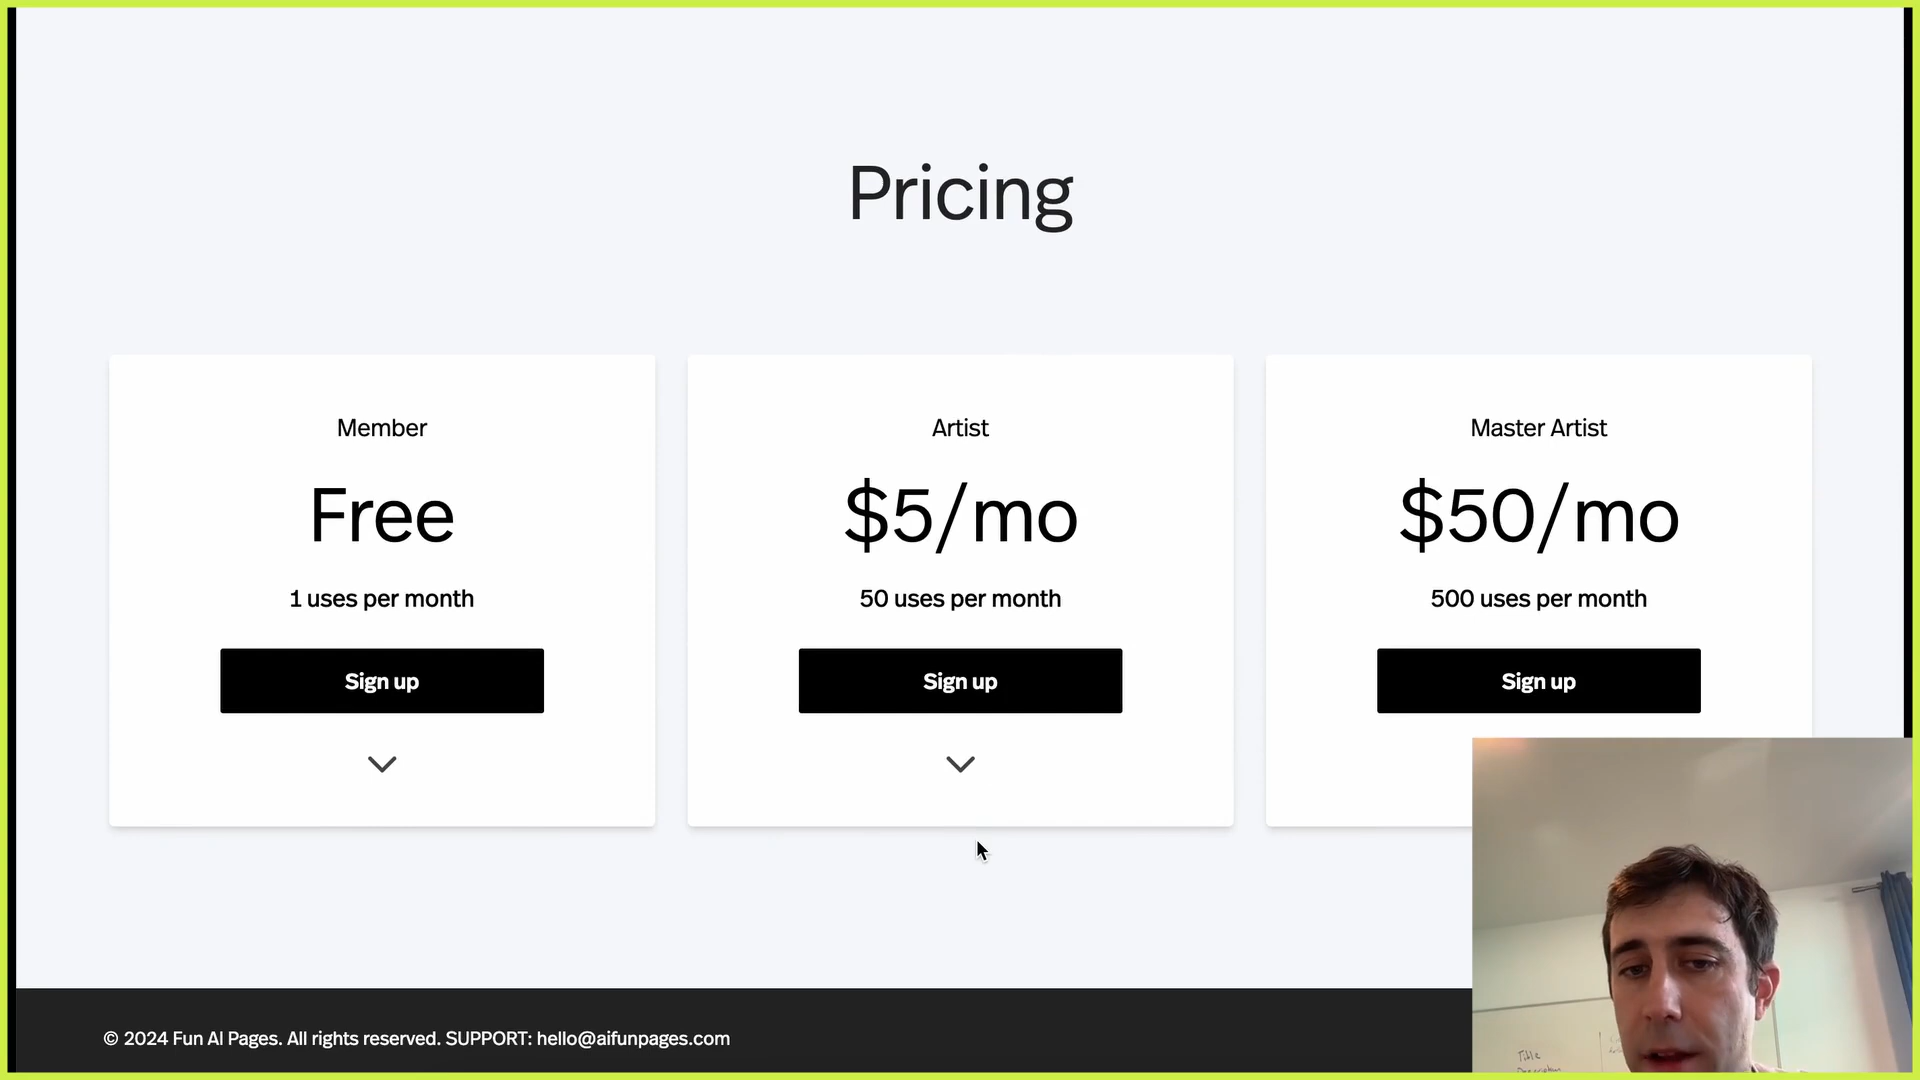 Pricing
Member
Free
1 uses per month
Sign up
Artist
$5/mo
50 uses per month
Sign up
Master Artist
$50/mo
500 uses per month
Sign up
© 2024 Fun AI Pages. All rights reserved. SUPPORT: hello@aifunpages.com
Title
Description